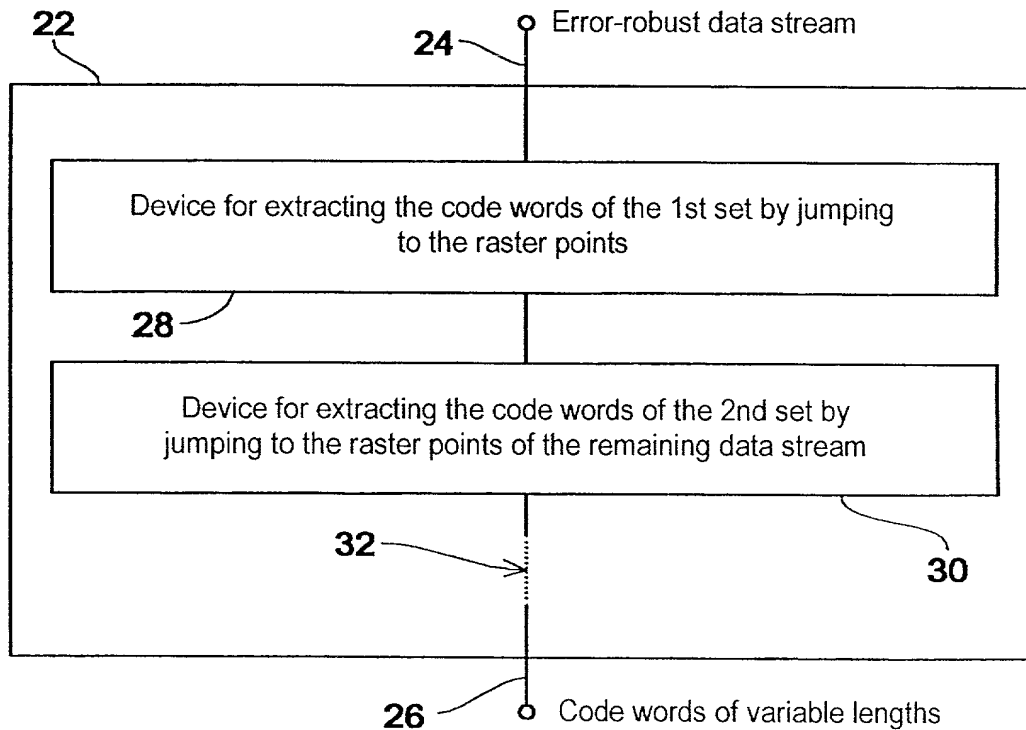 22
24
Error-robust data stream
Device for extracting the code words of the 1st set by jumping
to the raster points
28
Device for extracting the code words of the 2nd set by
jumping to the raster points of the remaining data stream
32
30
26
Code words of variable lengths